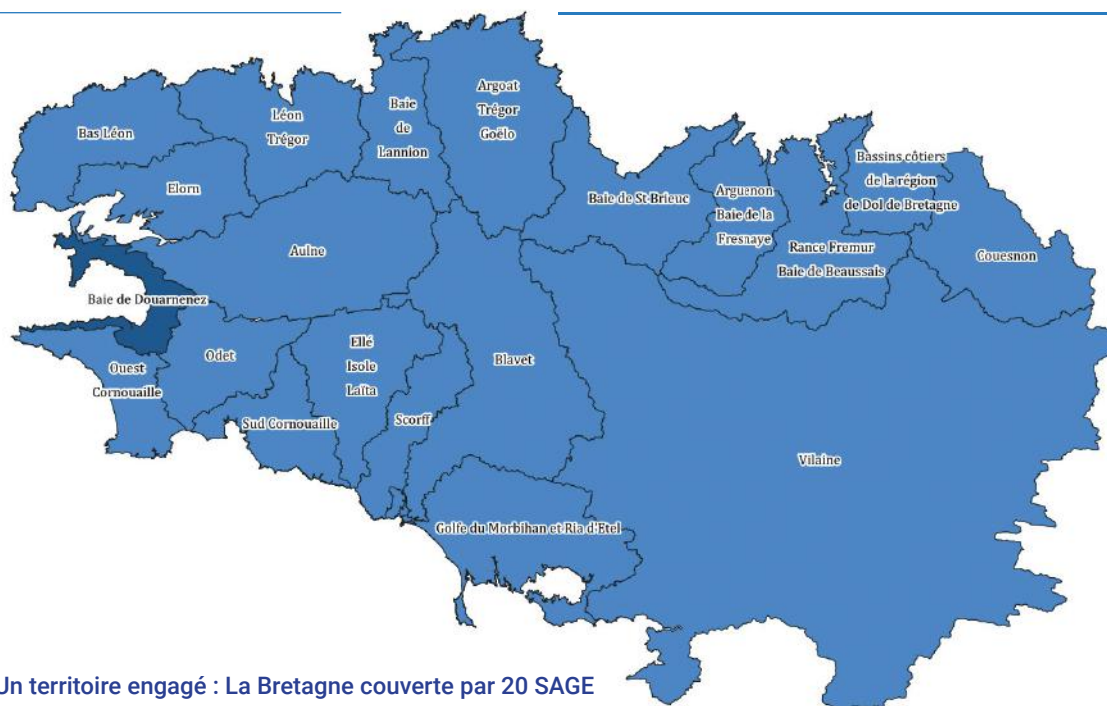 Argoat
Trégor
Goëlo
Baie
de
Lannion
Léon
Trégor
Bas Léon
Elorn
Bassins côtiers
de la région
de Dol de Bretagne
Baie de St-Brieuc
Arguenon
Baie de la
Fresnaye
Rance Fremur
Baie de Beaussais
Couesnon
Aulne
Baie de Douarnenez
Ellé
Isole
Laïta
Odet
Blavet
Ouest
Cornouaille
Sud Cornouaille
Scorff
Vilaine
Golfe du Morbihan et Ria d'Etel
Un territoire engagé : La Bretagne couverte par 20 SAGE